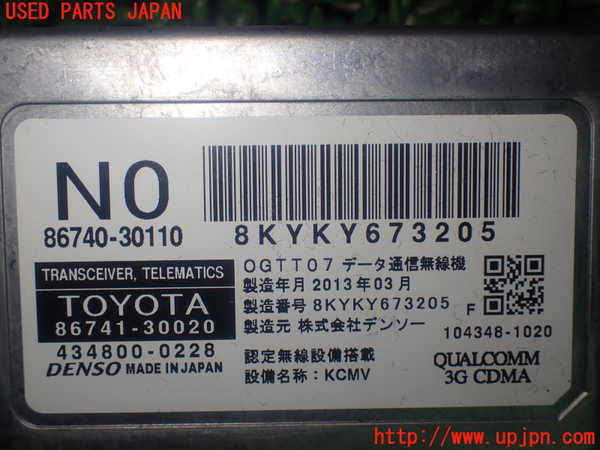 USED PARTS JAPAN
N0
86740-30110
8KYKY673205
TRANSCEIVER, TELEMATICS
TOYOTA
86741-30020
434800-0228
DENSO MADE IN JAPAN
OGTT07 データ通信無線機
製造年月 2013年03月
製造番号 8KYKY673205
製造元 株式会社デンソー
F
104348-1020
認定無線設備搭載
設備名称：KCMV
QUALCOMM
3G CDMA
http://www.upjpn.com/